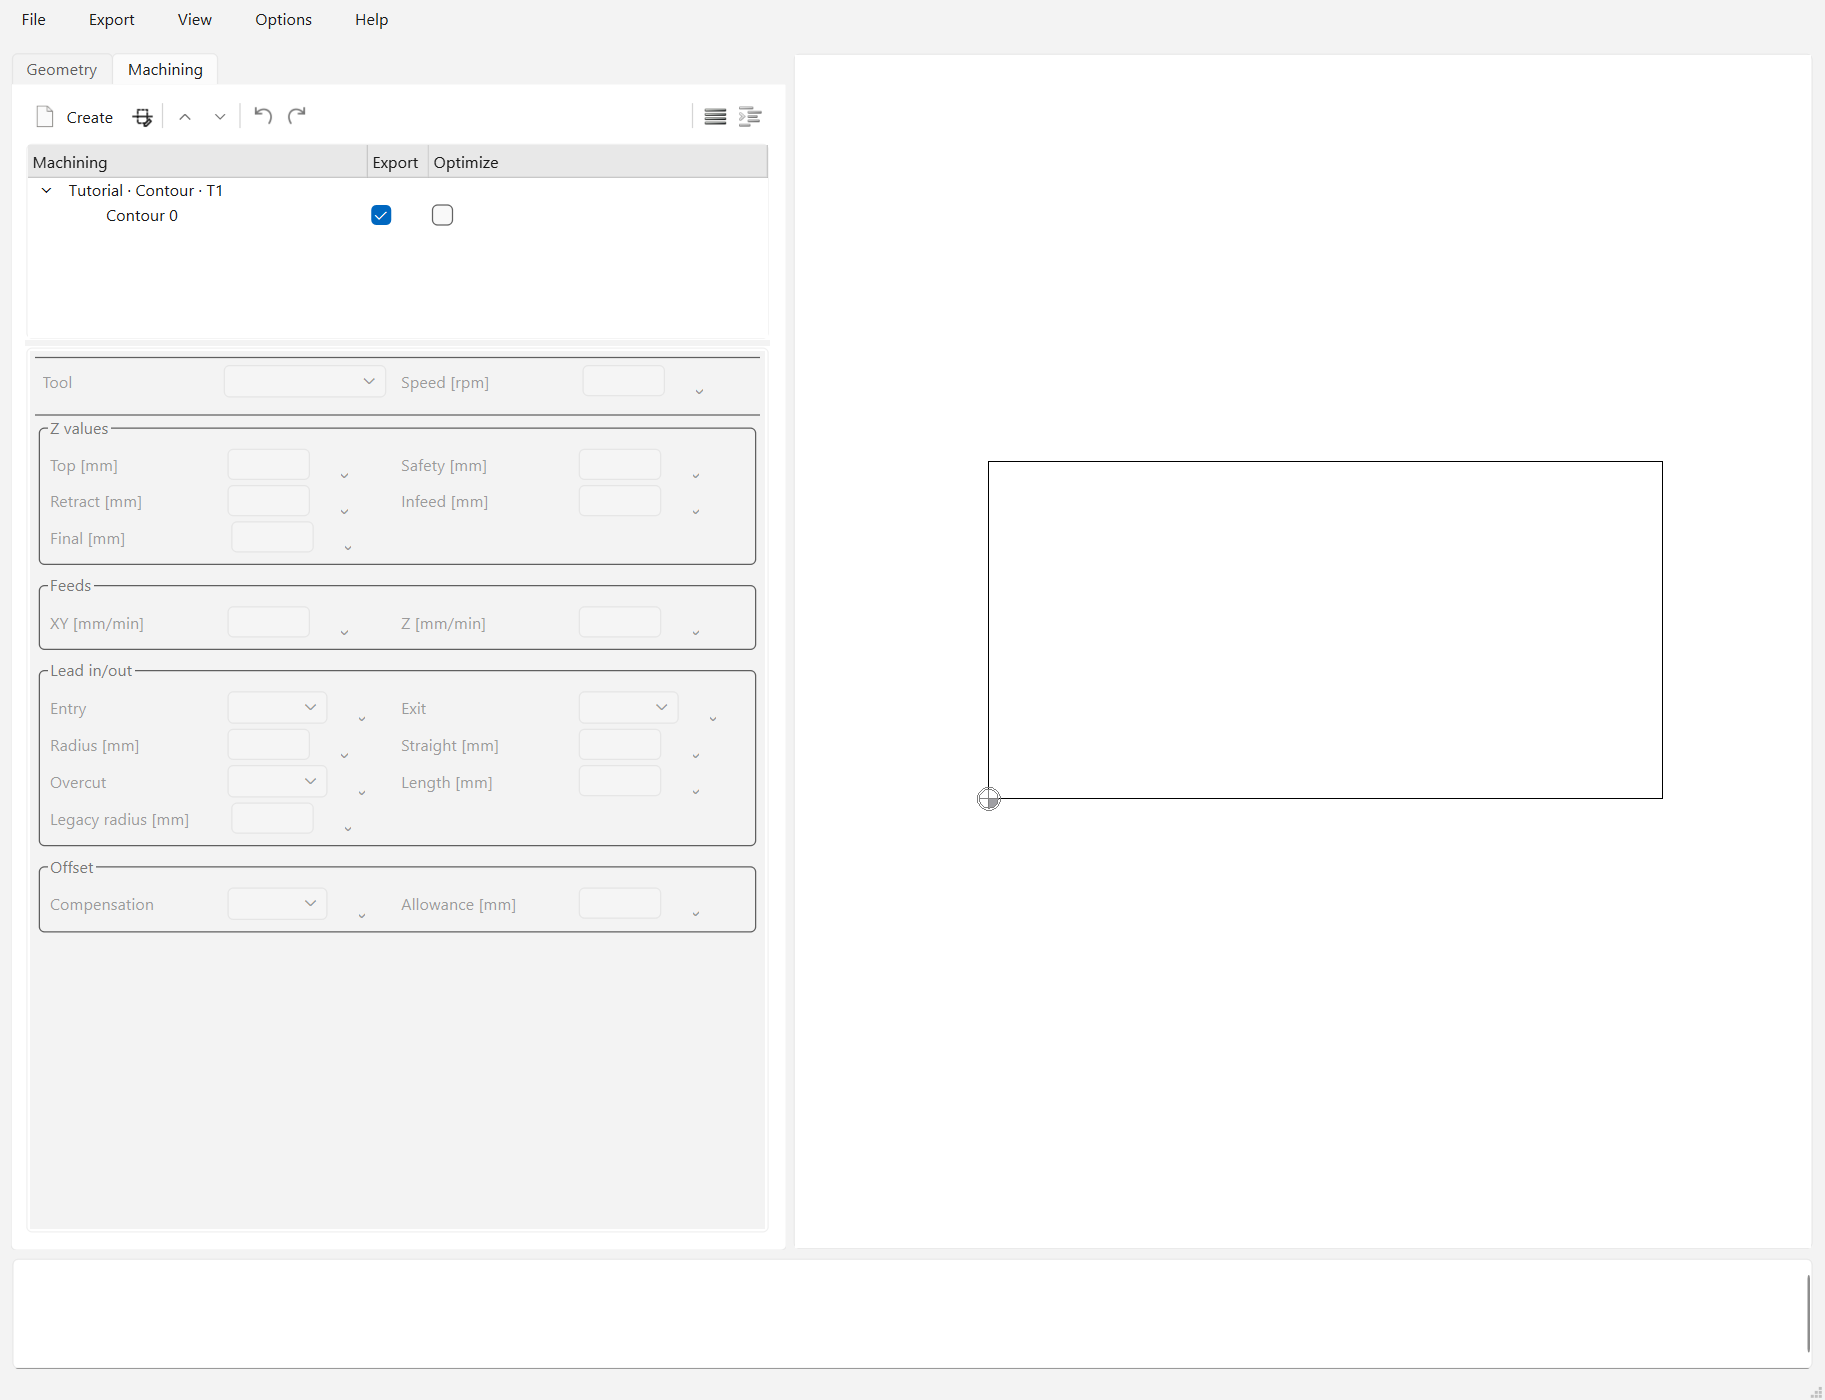 File Export View Options Help
Geometry Machining
Create
Machining Export Optimize
Tutorial · Contour · T1
Contour 0
Tool Speed [rpm]
Z values
Top [mm] Safety [mm]
Retract [mm] Infeed [mm]
Final [mm]
Feeds
XY [mm/min] Z [mm/min]
Lead in/out
Entry Exit
Radius [mm] Straight [mm]
Overcut Length [mm]
Legacy radius [mm]
Offset
Compensation Allowance [mm]